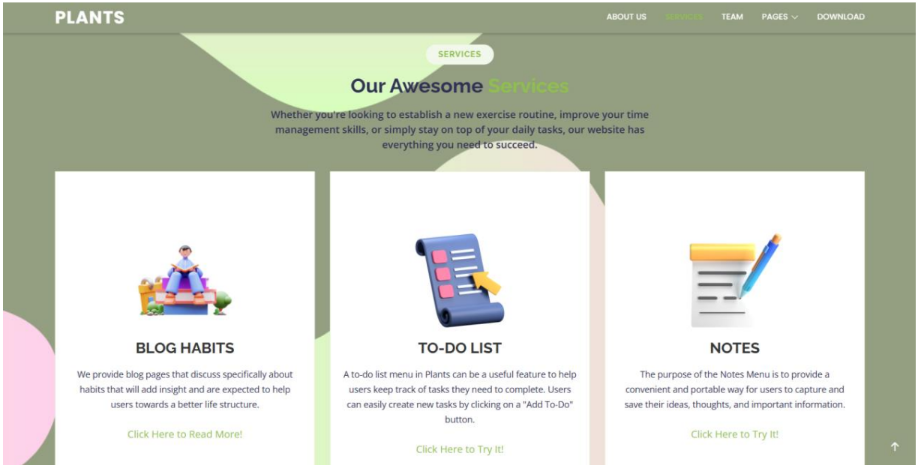 PLANTS
ABOUT US SERVICES TEAM PAGES DOWNLOAD
SERVICES
Our Awesome Services
Whether you're looking to establish a new exercise routine, improve your time
management skills, or simply stay on top of your daily tasks, our website has
everything you need to succeed.
BLOG HABITS
We provide blog pages that discuss specifically about
habits that will add insight and are expected to help
users towards a better life structure.
Click Here to Read More!
TO-DO LIST
A to-do list menu in Plants can be a useful feature to help
users keep track of tasks they need to complete. Users
can easily create new tasks by clicking on a "Add To-Do"
button.
Click Here to Try It!
NOTES
The purpose of the Notes Menu is to provide a
convenient and portable way for users to capture and
save their ideas, thoughts, and important information.
Click Here to Try It!